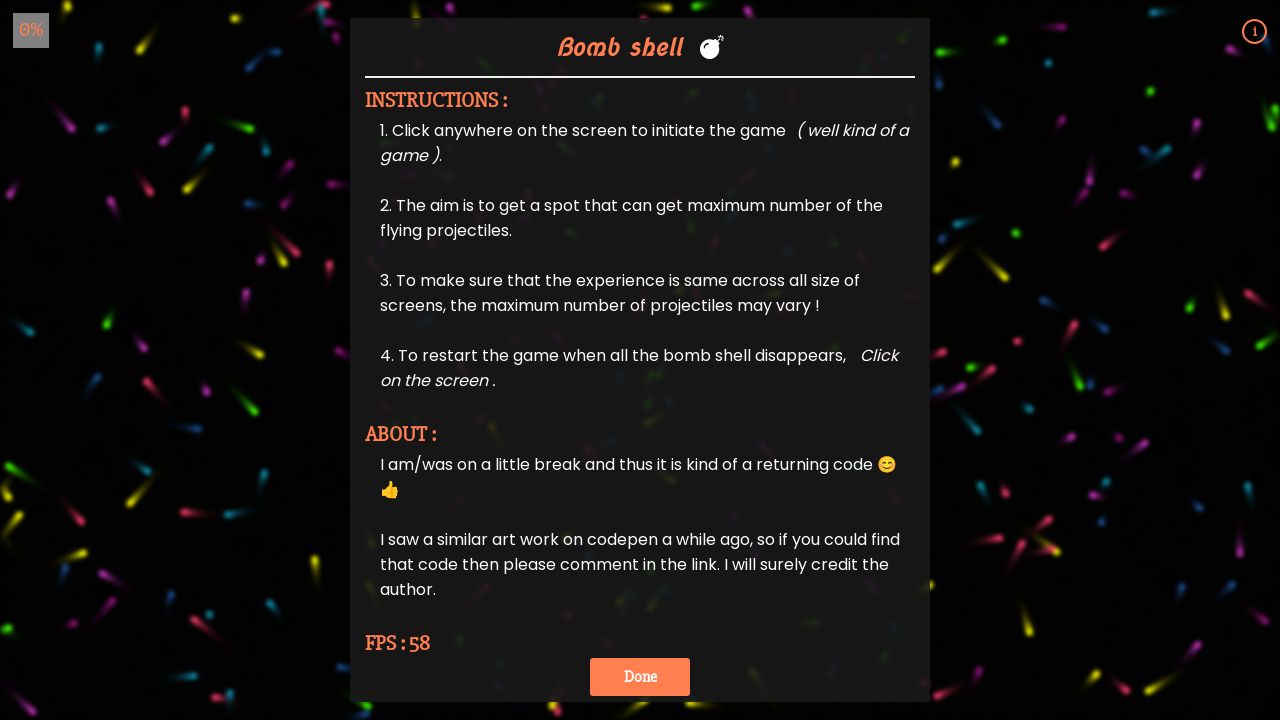 0%
i
Bomb shell 💣
INSTRUCTIONS :
1. Click anywhere on the screen to initiate the game ( well kind of a
game ).
2. The aim is to get a spot that can get maximum number of the
flying projectiles.
3. To make sure that the experience is same across all size of
screens, the maximum number of projectiles may vary !
4. To restart the game when all the bomb shell disappears, Click
on the screen .
ABOUT :
I am/was on a little break and thus it is kind of a returning code 😊
👍
I saw a similar art work on codepen a while ago, so if you could find
that code then please comment in the link. I will surely credit the
author.
FPS : 58
Done